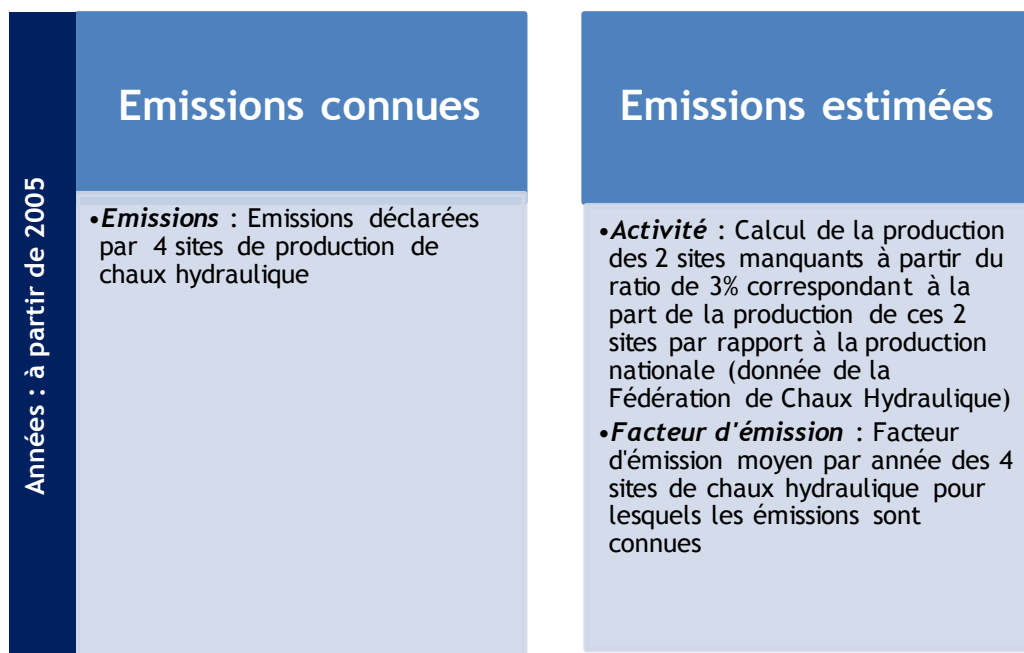 Années : à partir de 2005
Emissions connues
•Emissions : Emissions déclarées
par 4 sites de production de
chaux hydraulique
Emissions estimées
•Activité : Calcul de la production
des 2 sites manquants à partir du
ratio de 3% correspondant à la
part de la production de ces 2
sites par rapport à la production
nationale (donnée de la
Fédération de Chaux Hydraulique)
•Facteur d'émission : Facteur
d'émission moyen par année des 4
sites de chaux hydraulique pour
lesquels les émissions sont
connues